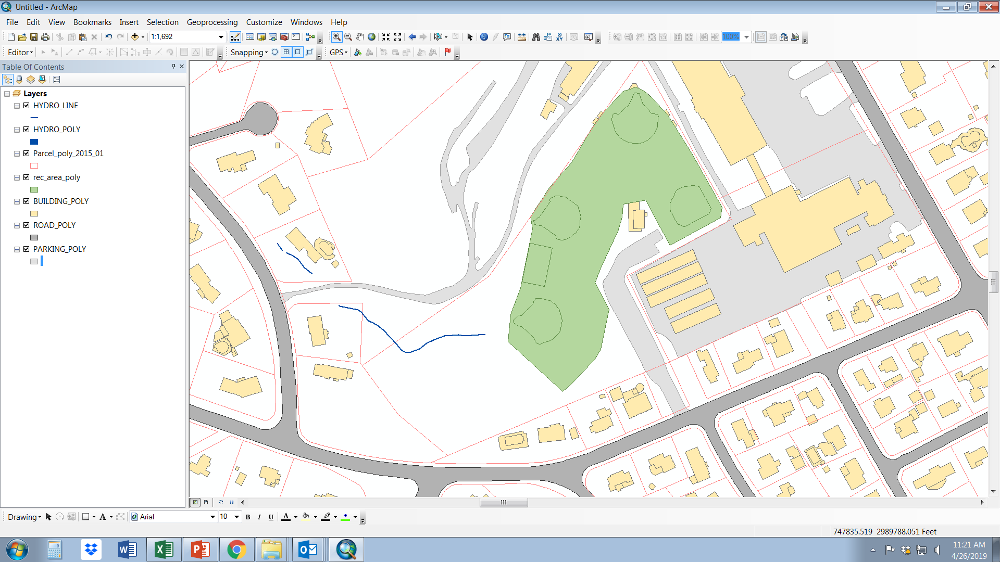 Untitled - ArcMap
File Edit View Bookmarks Insert Selection Geoprocessing Customize Windows Help
1:1,692
100%
Editor
Snapping
GPS
Table Of Contents
Layers
HYDRO_LINE
HYDRO_POLY
Parcel_poly_2015_01
rec_area_poly
BUILDING_POLY
ROAD_POLY
PARKING_POLY
Drawing
A
Arial
10
B I U
A
747835.519 2989788.051 Feet
11:21 AM
4/26/2019